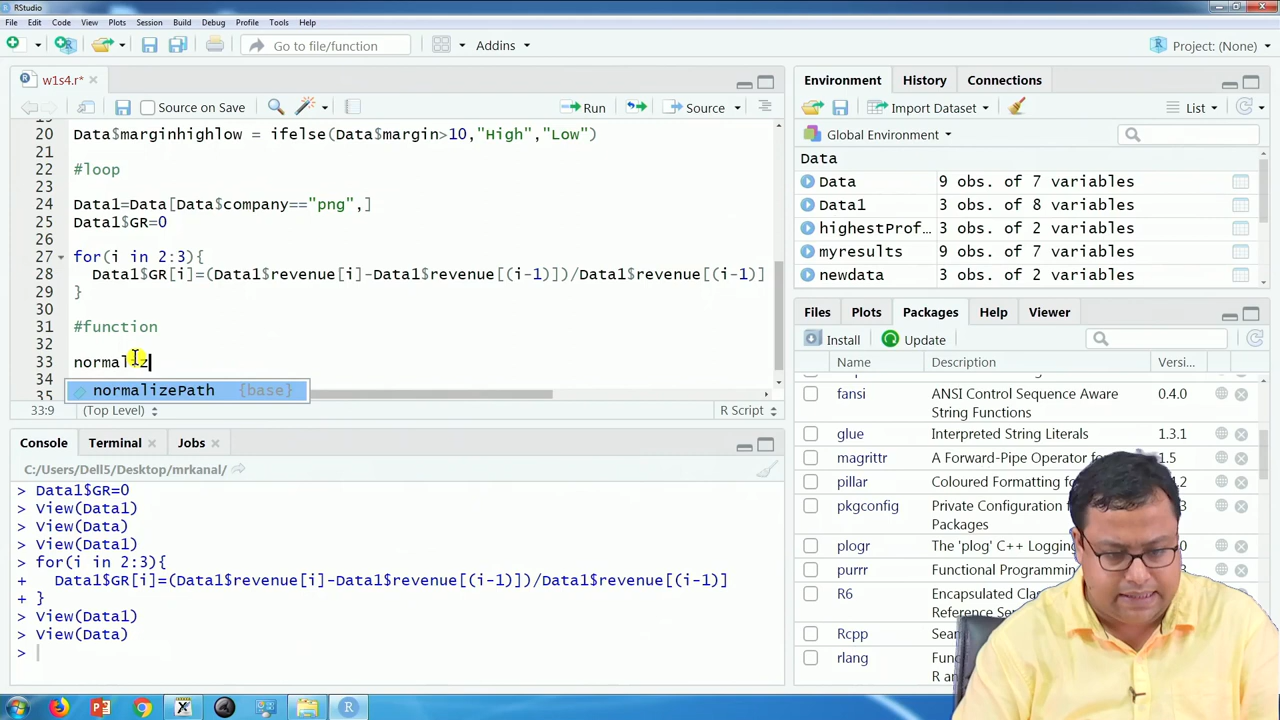 RStudio
File Edit Code View Plots Session Build Debug Profile Tools Help
Go to file/function Addins Project: (None)
w1s4.r*
Source on Save Run Source
20 Data$marginhighlow = ifelse(Data$margin>10,"High","Low")
21
22 #loop
23
24 Data1=Data[Data$company=="png",]
25 Data1$GR=0
26
27 for(i in 2:3){
28 Data1$GR[i]=(Data1$revenue[i]-Data1$revenue[(i-1)])/Data1$revenue[(i-1)]
29 }
30
31 #function
32
33 normaliz
34 normalizePath {base}
35
33:9 (Top Level) R Script
Console Terminal Jobs
C:/Users/Dell5/Desktop/mrkanal/
> Data1$GR=0
> View(Data1)
> View(Data)
> View(Data1)
> for(i in 2:3){
+ Data1$GR[i]=(Data1$revenue[i]-Data1$revenue[(i-1)])/Data1$revenue[(i-1)]
+ }
> View(Data1)
> View(Data)
>
Environment History Connections
Import Dataset List
Global Environment
Data
Data 9 obs. of 7 variables
Data1 3 obs. of 8 variables
highestProf… 3 obs. of 2 variables
myresults 9 obs. of 7 variables
newdata 3 obs. of 2 variables
Files Plots Packages Help Viewer
Install Update
Name Description Versi…
fansi ANSI Control Sequence Aware String Functions 0.4.0
glue Interpreted String Literals 1.3.1
magrittr A Forward-Pipe Operator for 1.5
pillar Coloured Formatting for
pkgconfig Private Configuration f Packages
plogr The 'plog' C++ Logging
purrr Functional Programming
R6 Encapsulated Clas Reference Se
Rcpp Sea
rlang Func R an